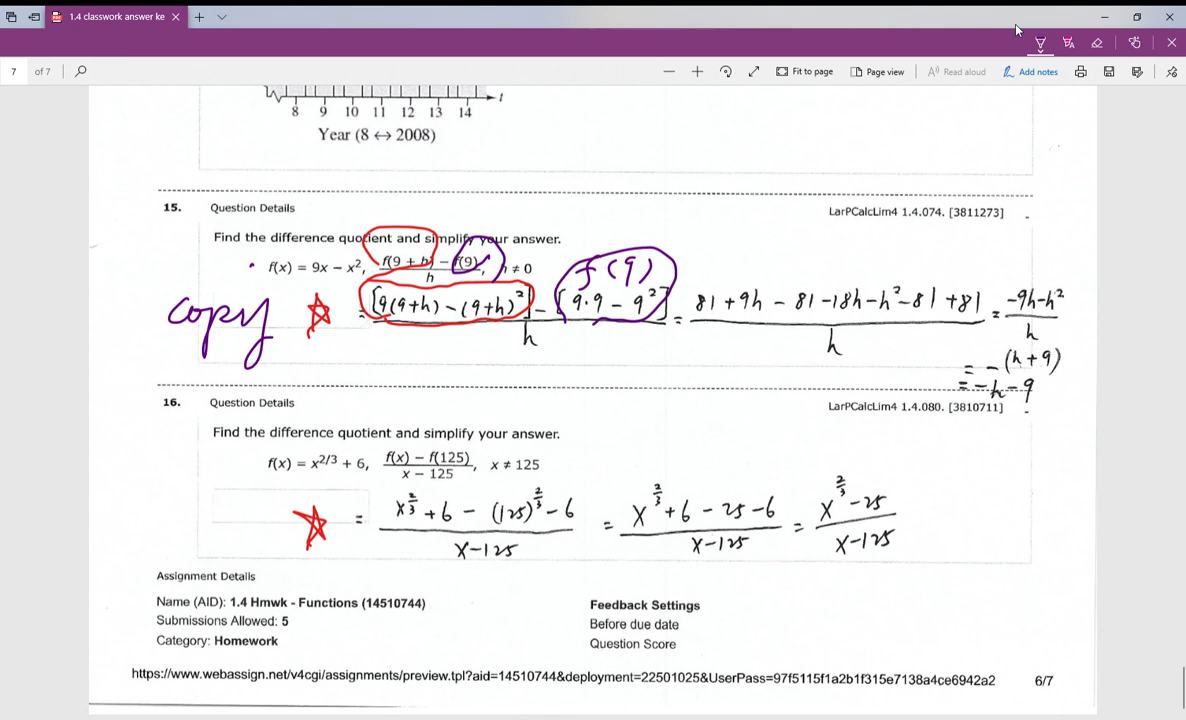 1.4 classwork answer ke
7 of 7
Fit to page
Page view
Read aloud
Add notes
8 9 10 11 12 13 14 t
Year (8 ↔ 2008)
15. Question Details LarPCalcLim4 1.4.074. [3811273]
Find the difference quotient and simplify your answer.
f(x) = 9x − x², f(9 + h) − f(9) / h, h ≠ 0
f(9)
copy
= [9(9+h) − (9+h)²] − [9·9 − 9²] / h = 81 + 9h − 81 − 18h − h² − 81 + 81 / h = −9h − h² / h
= −(h + 9)
= −h − 9
16. Question Details LarPCalcLim4 1.4.080. [3810711]
Find the difference quotient and simplify your answer.
f(x) = x^2/3 + 6, f(x) − f(125) / x − 125, x ≠ 125
= x^2/3 + 6 − (125)^2/3 − 6 / x − 125 = x^2/3 + 6 − 25 − 6 / x − 125 = x^2/3 − 25 / x − 125
Assignment Details
Name (AID): 1.4 Hmwk - Functions (14510744)
Submissions Allowed: 5
Category: Homework
Feedback Settings
Before due date
Question Score
https://www.webassign.net/v4cgi/assignments/preview.tpl?aid=14510744&deployment=22501025&UserPass=97f5115f1a2b1f315e7138a4ce6942a2 6/7